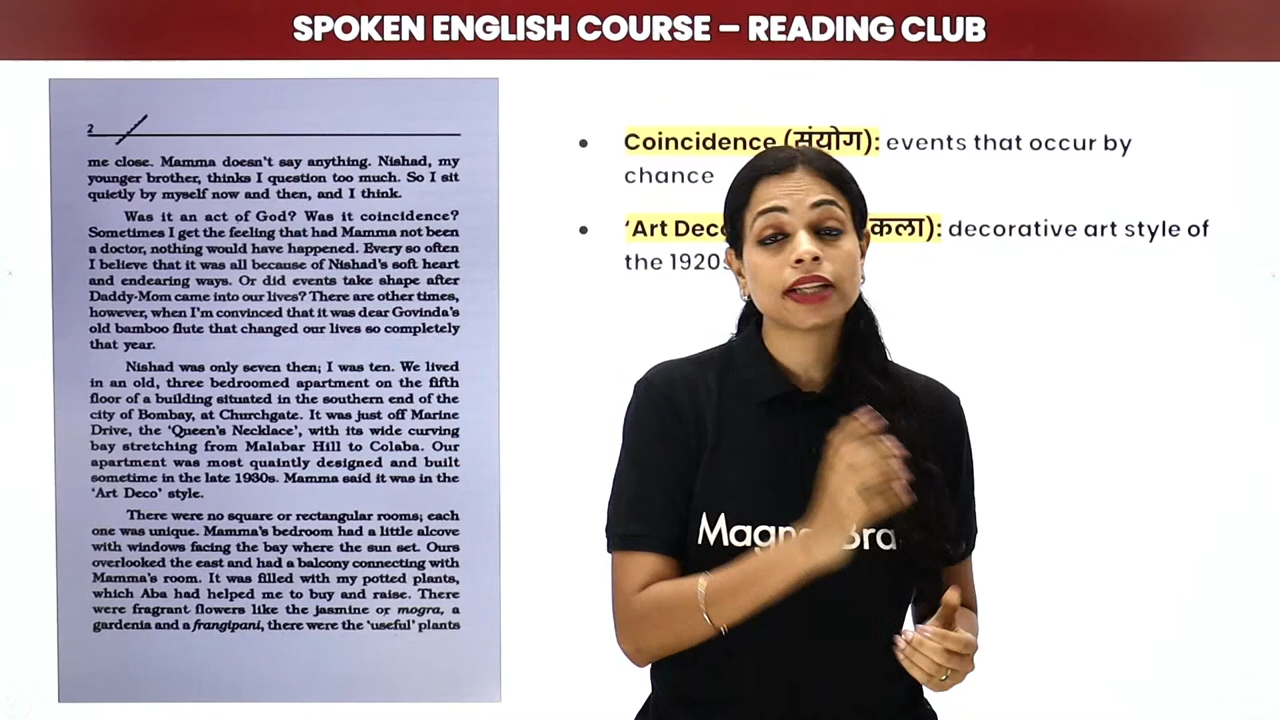 SPOKEN ENGLISH COURSE – READING CLUB
2
me close. Mamma doesn't say anything. Nishad, my
younger brother, thinks I question too much. So I sit
quietly by myself now and then, and I think.
Was it an act of God? Was it coincidence?
Sometimes I get the feeling that had Mamma not been
a doctor, nothing would have happened. Every so often
I believe that it was all because of Nishad's soft heart
and endearing ways. Or did events take shape after
Daddy-Mom came into our lives? There are other times,
however, when I'm convinced that it was dear Govinda's
old bamboo flute that changed our lives so completely
that year.
Nishad was only seven then; I was ten. We lived
in an old, three bedroomed apartment on the fifth
floor of a building situated in the southern end of the
city of Bombay, at Churchgate. It was just off Marine
Drive, the 'Queen's Necklace', with its wide curving
bay stretching from Malabar Hill to Colaba. Our
apartment was most quaintly designed and built
sometime in the late 1930s. Mamma said it was in the
'Art Deco' style.
There were no square or rectangular rooms; each
one was unique. Mamma's bedroom had a little alcove
with windows facing the bay where the sun set. Ours
overlooked the east and had a balcony connecting with
Mamma's room. It was filled with my potted plants,
which Aba had helped me to buy and raise. There
were fragrant flowers like the jasmine or mogra, a
gardenia and a frangipani, there were the 'useful' plants
• Coincidence (संयोग): events that occur by
chance
• 'Art Deco कला): decorative art style of
the 1920s
Magn Bra